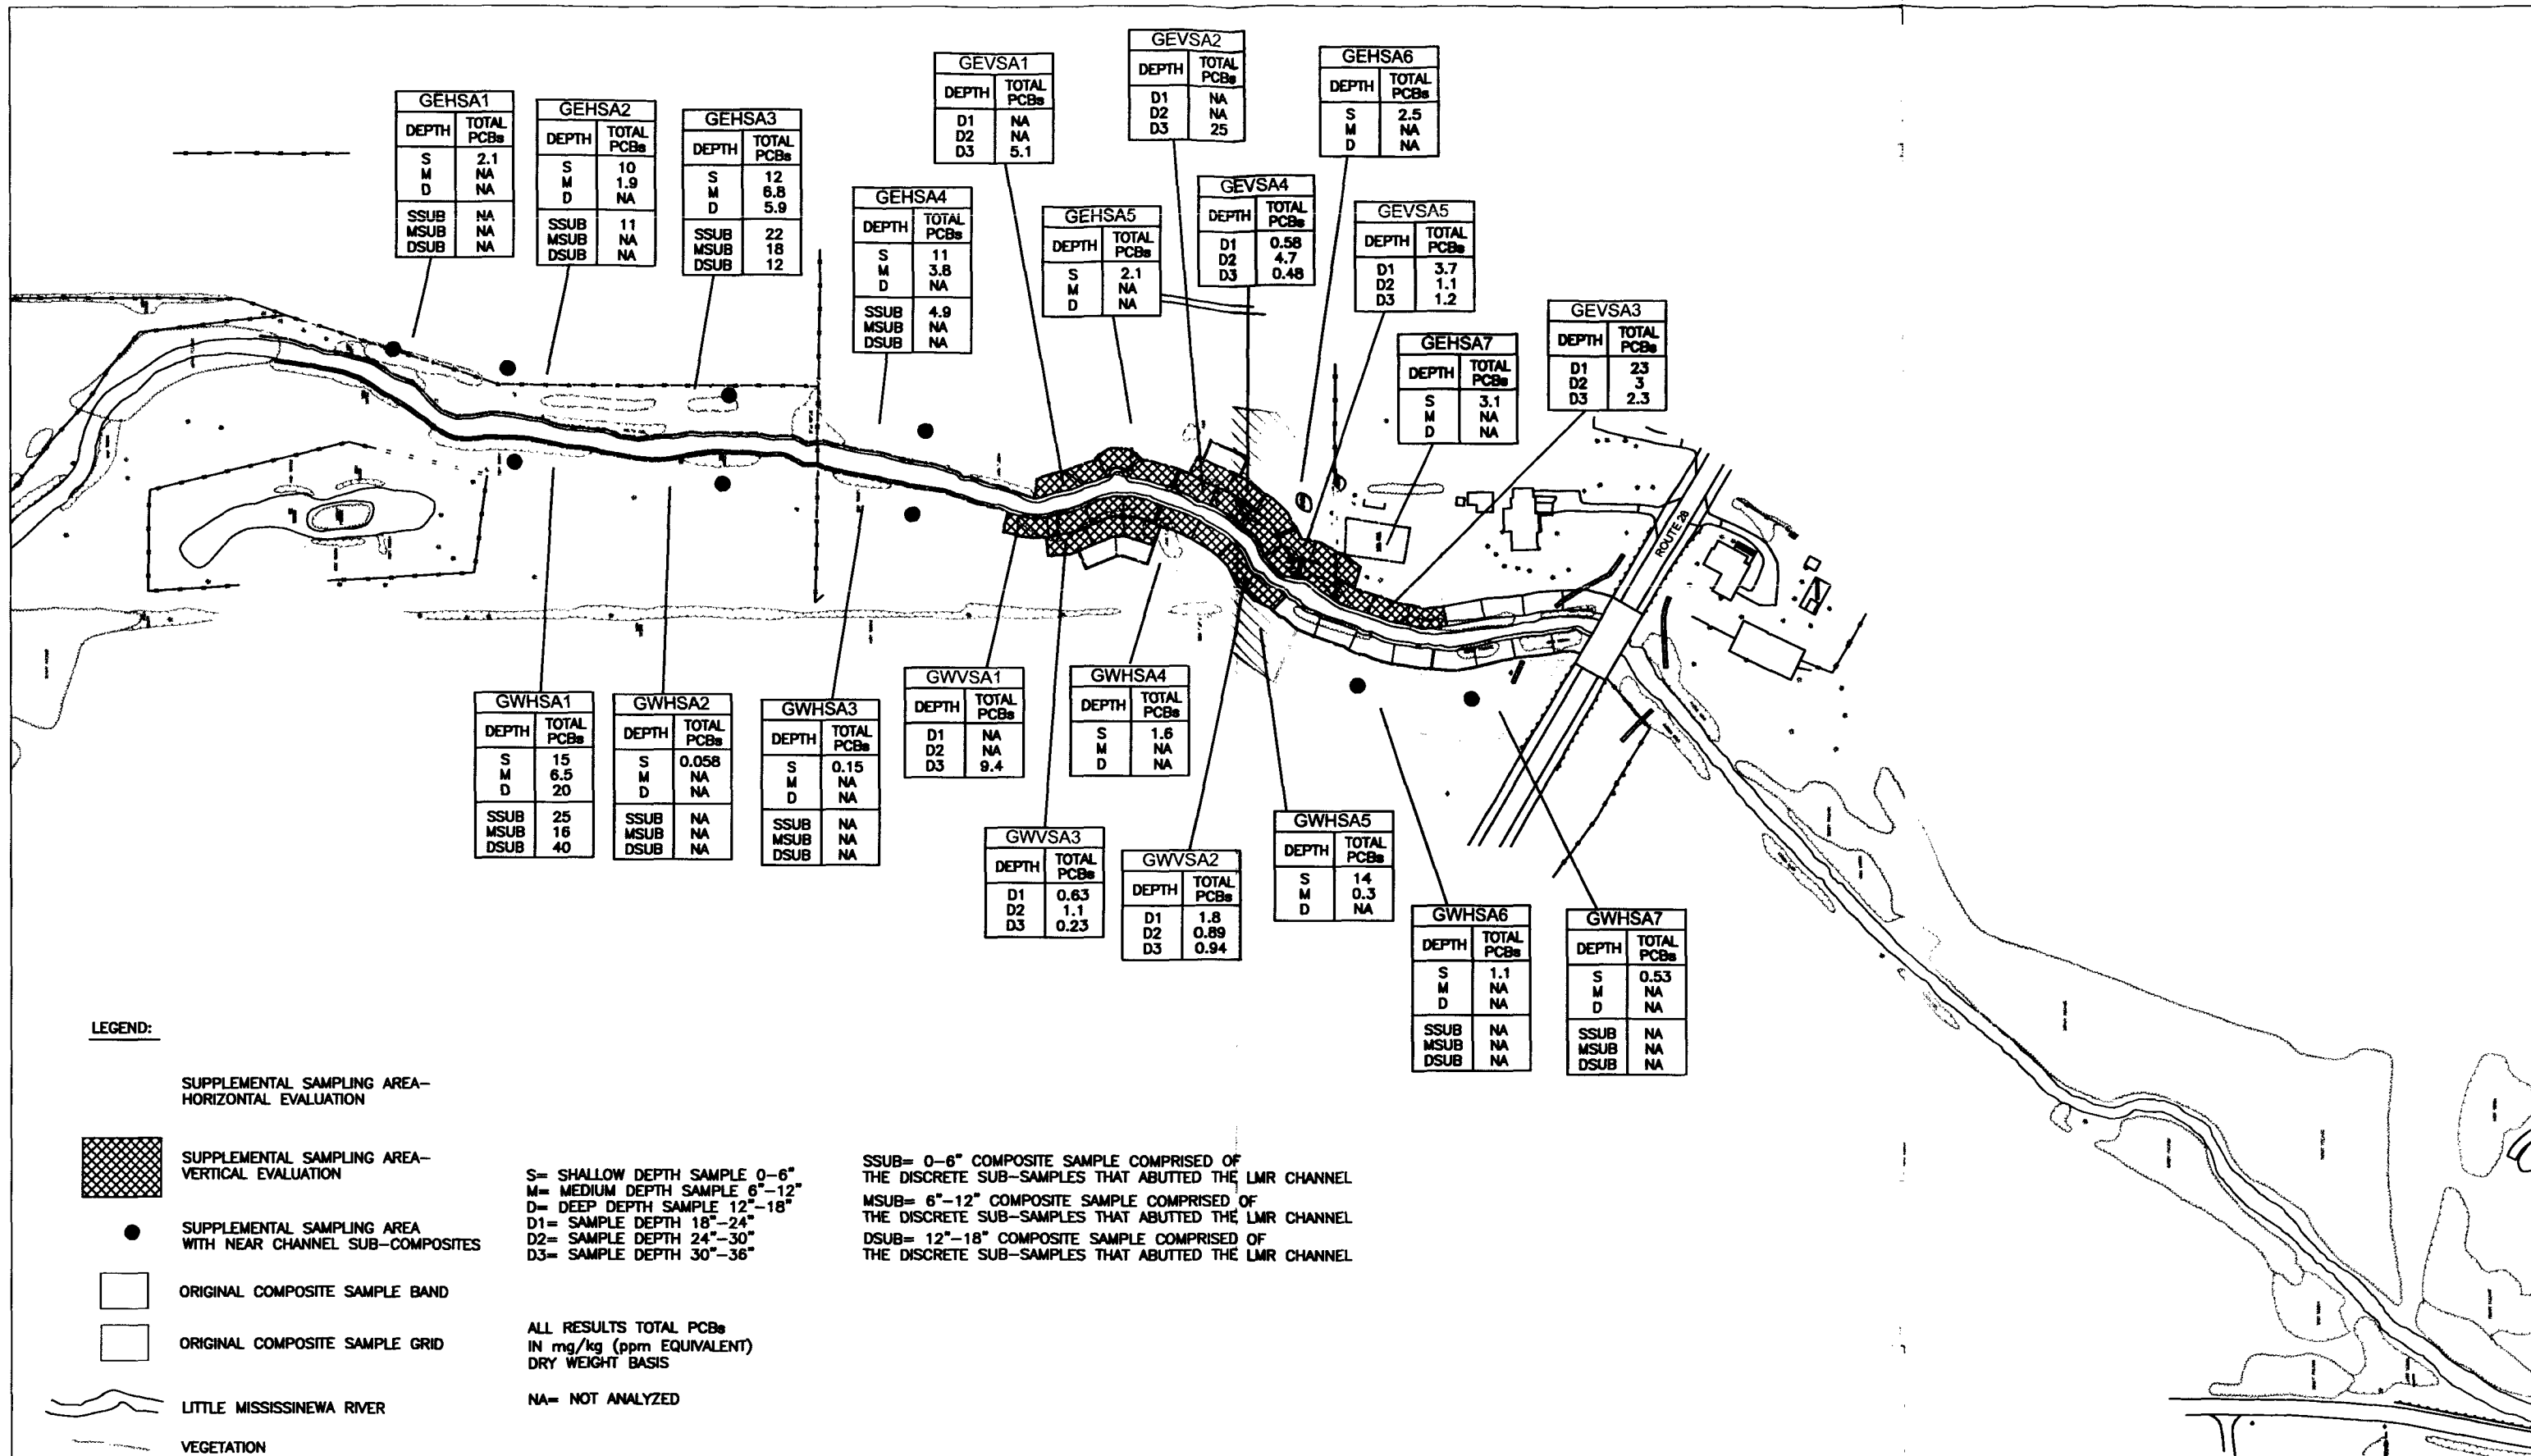 GEHSA1
DEPTH TOTAL PCBs
S 2.1
M NA
D NA
SSUB NA
MSUB NA
DSUB NA
GEHSA2
DEPTH TOTAL PCBs
S 10
M 1.9
D NA
SSUB 11
MSUB NA
DSUB NA
GEHSA3
DEPTH TOTAL PCBs
S 12
M 6.8
D 5.9
SSUB 22
MSUB 18
DSUB 12
GEHSA4
DEPTH TOTAL PCBs
S 11
M 3.8
D NA
SSUB 4.9
MSUB NA
DSUB NA
GEVSA1
DEPTH TOTAL PCBs
D1 NA
D2 NA
D3 5.1
GEHSA5
DEPTH TOTAL PCBs
S 2.1
M NA
D NA
GEVSA2
DEPTH TOTAL PCBs
D1 NA
D2 NA
D3 25
GEVSA4
DEPTH TOTAL PCBs
D1 0.58
D2 4.7
D3 0.48
GEHSA6
DEPTH TOTAL PCBs
S 2.5
M NA
D NA
GEVSA5
DEPTH TOTAL PCBs
D1 3.7
D2 1.1
D3 1.2
GEHSA7
DEPTH TOTAL PCBs
S 3.1
M NA
D NA
GEVSA3
DEPTH TOTAL PCBs
D1 23
D2 3
D3 2.3
ROUTE 28
GWHSA1
DEPTH TOTAL PCBs
S 15
M 6.5
D 20
SSUB 25
MSUB 16
DSUB 40
GWHSA2
DEPTH TOTAL PCBs
S 0.058
M NA
D NA
SSUB NA
MSUB NA
DSUB NA
GWHSA3
DEPTH TOTAL PCBs
S 0.15
M NA
D NA
SSUB NA
MSUB NA
DSUB NA
GWVSA1
DEPTH TOTAL PCBs
D1 NA
D2 NA
D3 9.4
GWHSA4
DEPTH TOTAL PCBs
S 1.6
M NA
D NA
GWVSA3
DEPTH TOTAL PCBs
D1 0.63
D2 1.1
D3 0.23
GWVSA2
DEPTH TOTAL PCBs
D1 1.8
D2 0.89
D3 0.94
GWHSA5
DEPTH TOTAL PCBs
S 14
M 0.3
D NA
GWHSA6
DEPTH TOTAL PCBs
S 1.1
M NA
D NA
SSUB NA
MSUB NA
DSUB NA
GWHSA7
DEPTH TOTAL PCBs
S 0.53
M NA
D NA
SSUB NA
MSUB NA
DSUB NA
LEGEND:
SUPPLEMENTAL SAMPLING AREA–
HORIZONTAL EVALUATION
SUPPLEMENTAL SAMPLING AREA–
VERTICAL EVALUATION
SUPPLEMENTAL SAMPLING AREA
WITH NEAR CHANNEL SUB–COMPOSITES
ORIGINAL COMPOSITE SAMPLE BAND
ORIGINAL COMPOSITE SAMPLE GRID
LITTLE MISSISSINEWA RIVER
VEGETATION
S= SHALLOW DEPTH SAMPLE 0–6"
M= MEDIUM DEPTH SAMPLE 6"–12"
D= DEEP DEPTH SAMPLE 12"–18"
D1= SAMPLE DEPTH 18"–24"
D2= SAMPLE DEPTH 24"–30"
D3= SAMPLE DEPTH 30"–36"
ALL RESULTS TOTAL PCBs
IN mg/kg (ppm EQUIVALENT)
DRY WEIGHT BASIS
NA= NOT ANALYZED
SSUB= 0–6" COMPOSITE SAMPLE COMPRISED OF
THE DISCRETE SUB–SAMPLES THAT ABUTTED THE LMR CHANNEL
MSUB= 6"–12" COMPOSITE SAMPLE COMPRISED OF
THE DISCRETE SUB–SAMPLES THAT ABUTTED THE LMR CHANNEL
DSUB= 12"–18" COMPOSITE SAMPLE COMPRISED OF
THE DISCRETE SUB–SAMPLES THAT ABUTTED THE LMR CHANNEL